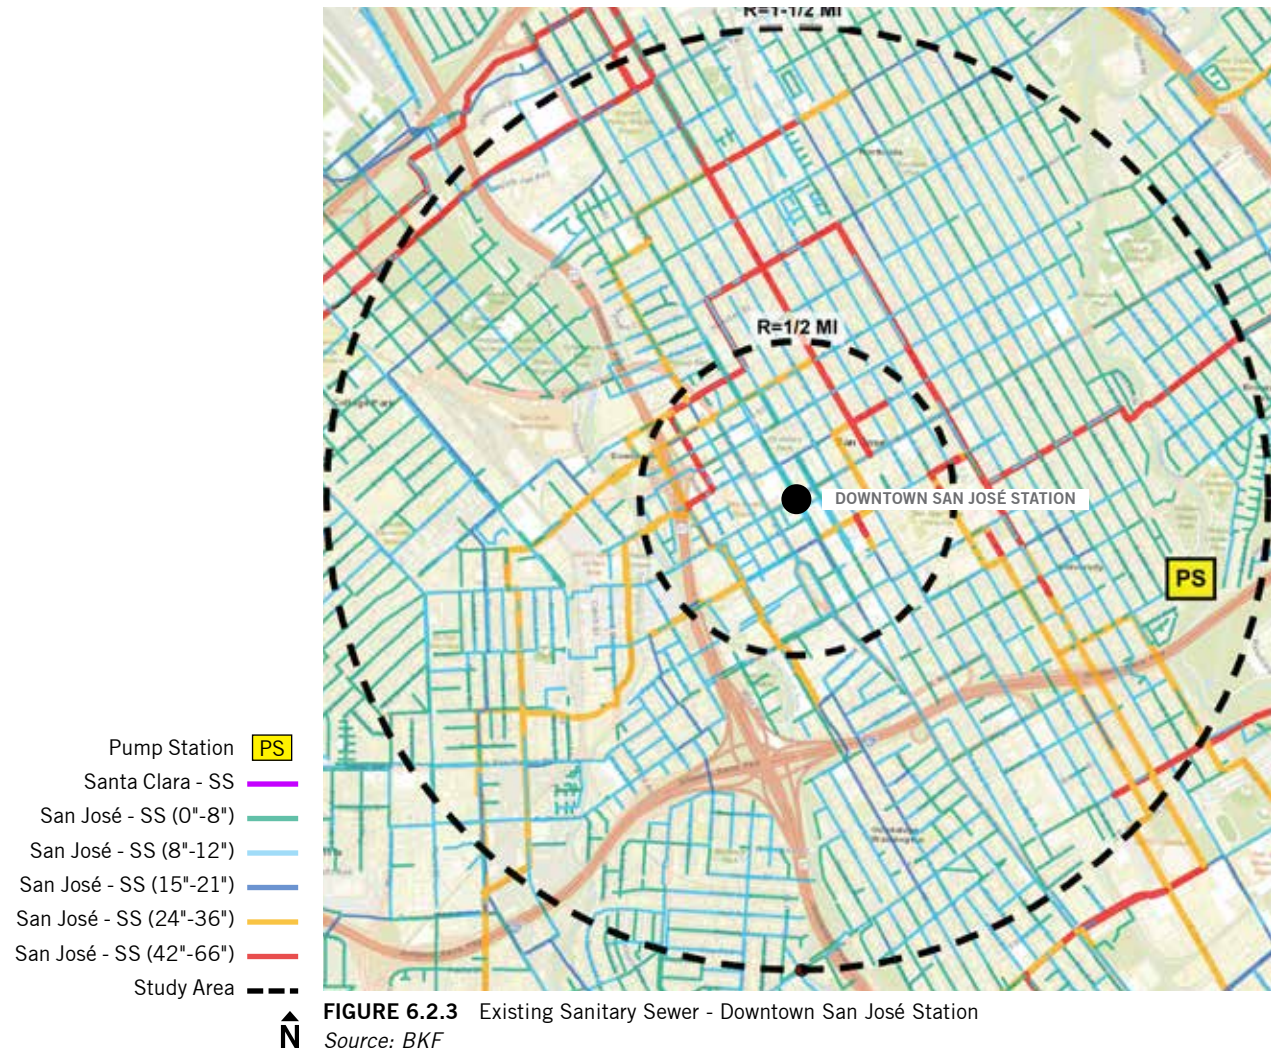 R=1-1/2 MI
R=1/2 MI
DOWNTOWN SAN JOSÉ STATION
PS
Pump Station PS
Santa Clara - SS
San José - SS (0"-8")
San José - SS (8"-12")
San José - SS (15"-21")
San José - SS (24"-36")
San José - SS (42"-66")
Study Area
N
FIGURE 6.2.3 Existing Sanitary Sewer - Downtown San José Station
Source: BKF